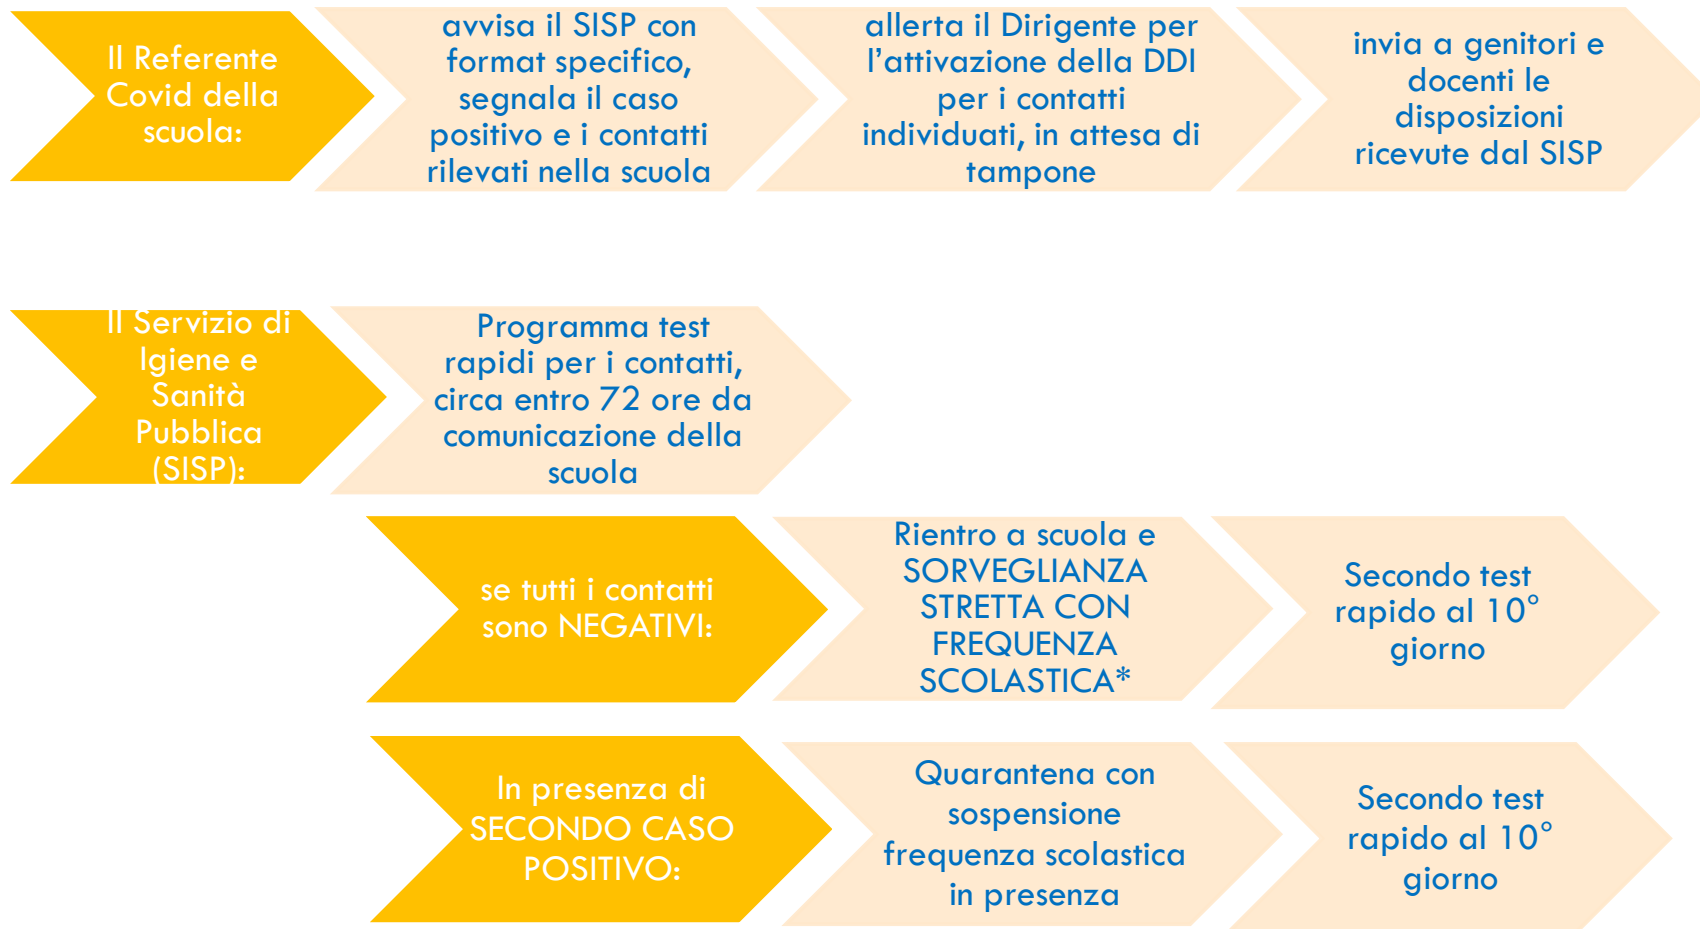 Il Referente
Covid della
scuola:
avvisa il SISP con
format specifico,
segnala il caso
positivo e i contatti
rilevati nella scuola
allerta il Dirigente per
l’attivazione della DDI
per i contatti
individuati, in attesa di
tampone
invia a genitori e
docenti le
disposizioni
ricevute dal SISP
Il Servizio di
Igiene e
Sanità
Pubblica
(SISP):
Programma test
rapidi per i contatti,
circa entro 72 ore da
comunicazione della
scuola
se tutti i contatti
sono NEGATIVI:
Rientro a scuola e
SORVEGLIANZA
STRETTA CON
FREQUENZA
SCOLASTICA*
Secondo test
rapido al 10°
giorno
In presenza di
SECONDO CASO
POSITIVO:
Quarantena con
sospensione
frequenza scolastica
in presenza
Secondo test
rapido al 10°
giorno